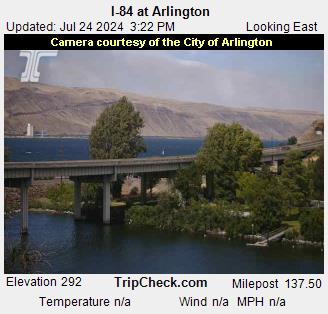 I-84 at Arlington
Updated: Jul 24 2024 3:22 PM Looking East
Camera courtesy of the City of Arlington
Elevation 292 TripCheck.com Milepost 137.50
Temperature n/a Wind n/a MPH n/a